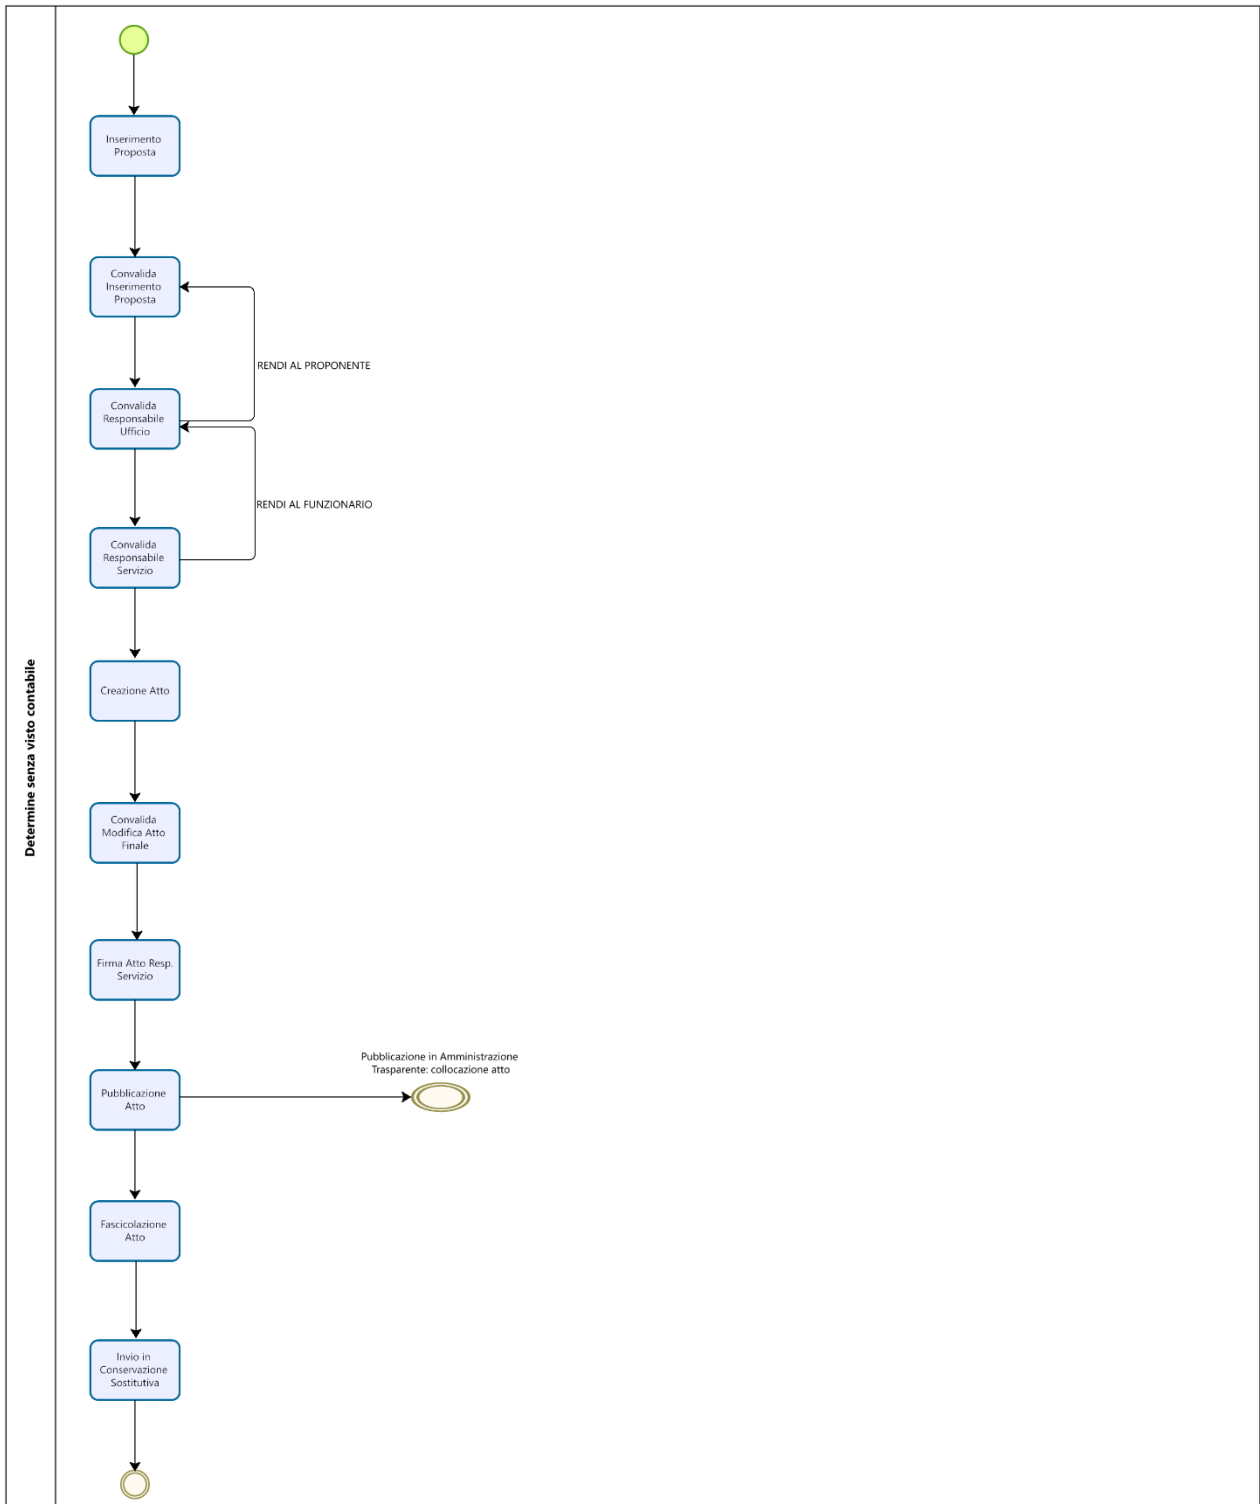 Determine senza visto contabile
Inserimento
Proposta
Convalida
Inserimento
Proposta
RENDI AL PROPONENTE
Convalida
Responsabile
Ufficio
RENDI AL FUNZIONARIO
Convalida
Responsabile
Servizio
Creazione Atto
Convalida
Modifica Atto
Finale
Firma Atto Resp.
Servizio
Pubblicazione in Amministrazione
Trasparente: collocazione atto
Pubblicazione
Atto
Fascicolazione
Atto
Invio in
Conservazione
Sostitutiva